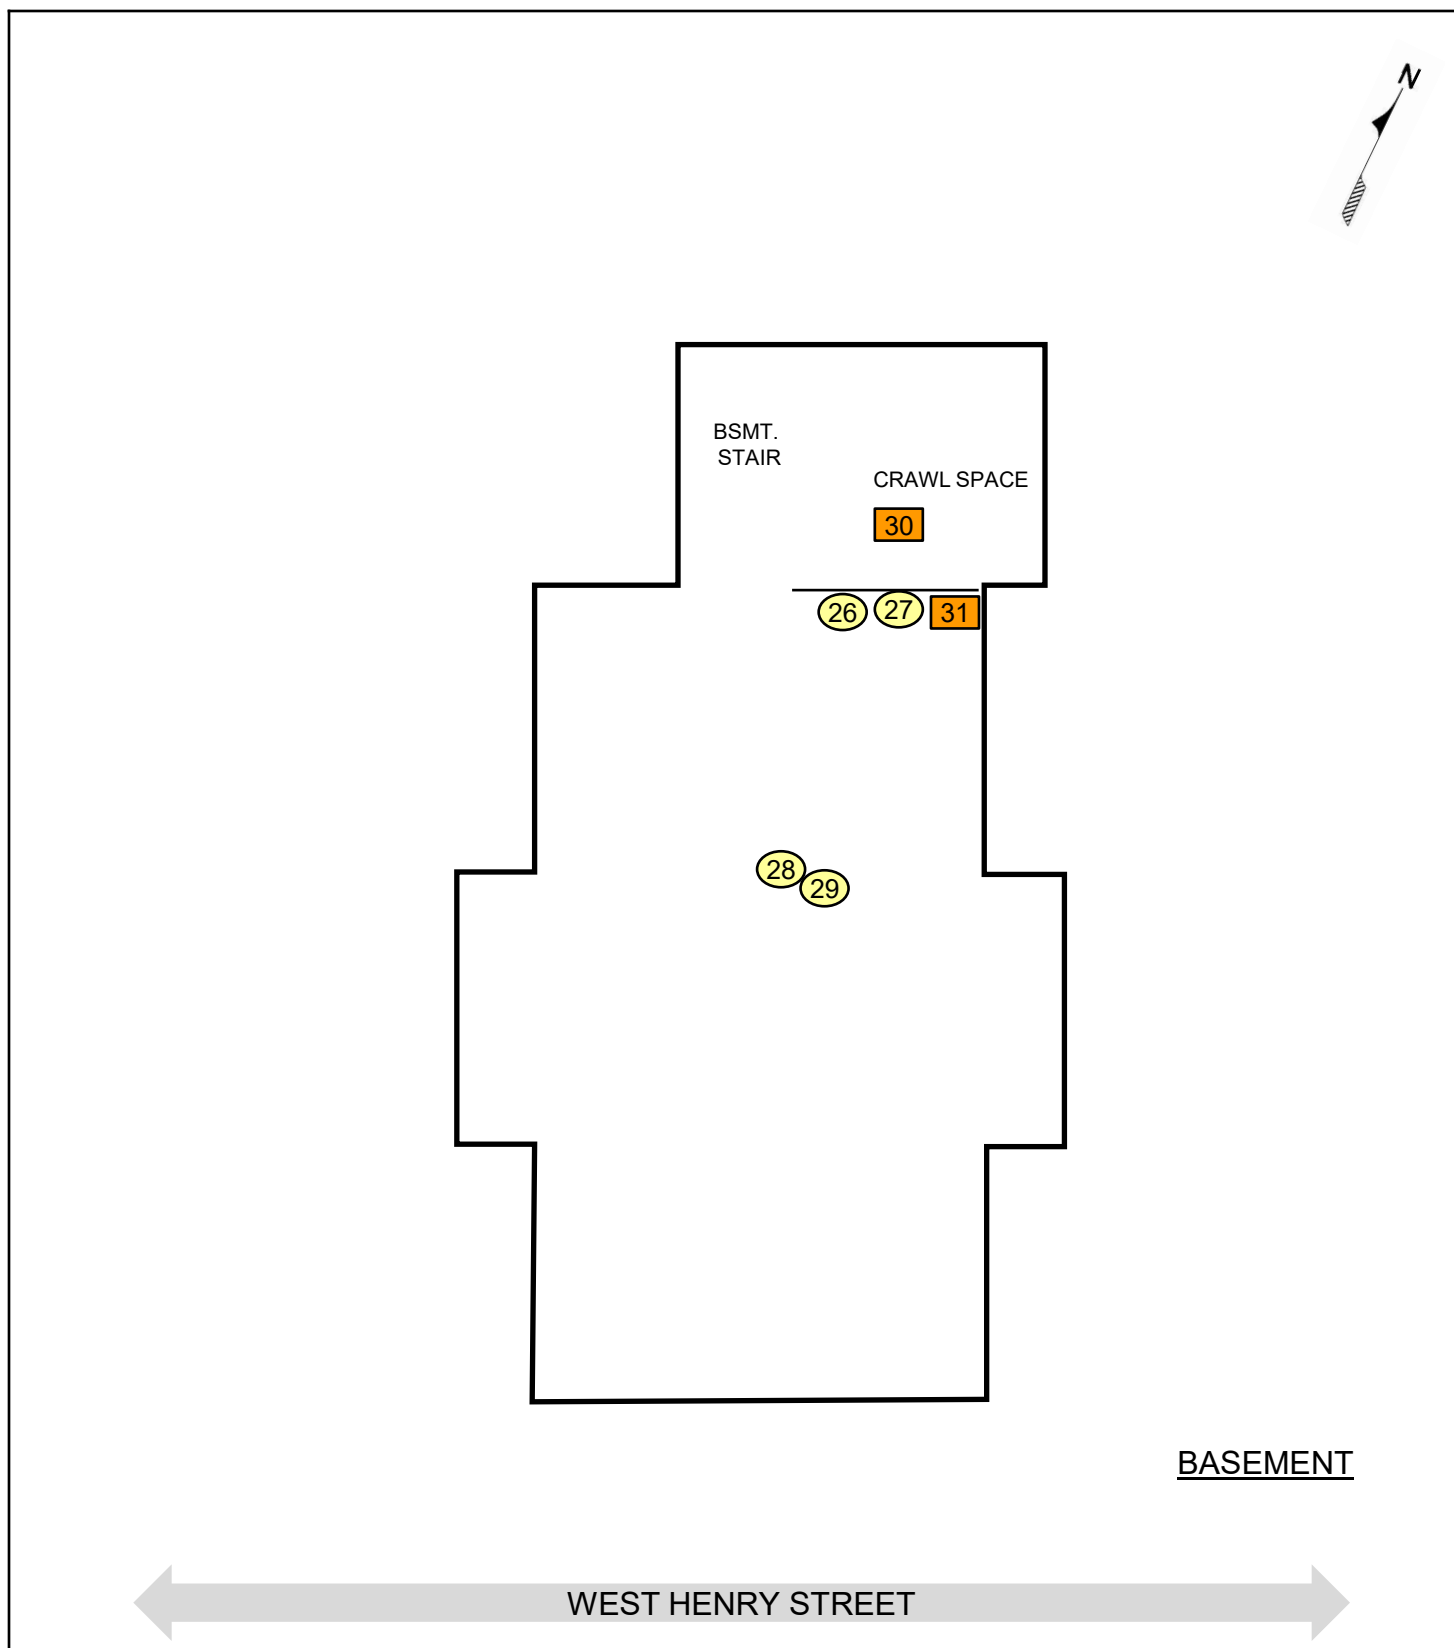 N
BSMT.
STAIR
CRAWL SPACE
30
26 27 31
28
29
BASEMENT
WEST HENRY STREET